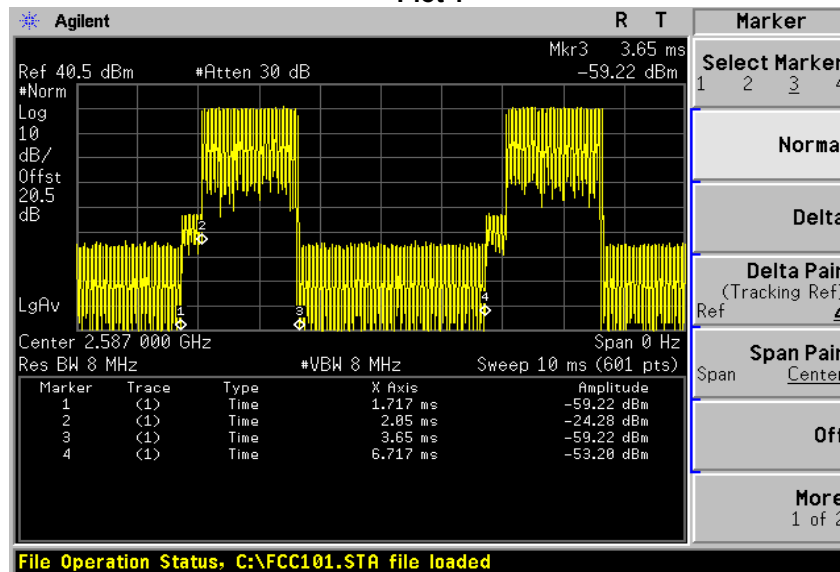 Agilent R T Marker
Mkr3 3.65 ms
Ref 40.5 dBm #Atten 30 dB -59.22 dBm
#Norm
Log
10
dB/
Offst
20.5
dB
LgAv
1
2
3
4
Center 2.587 000 GHz Span 0 Hz
Res BW 8 MHz #VBW 8 MHz Sweep 10 ms (601 pts)
Marker Trace Type X Axis Amplitude
1 (1) Time 1.717 ms -59.22 dBm
2 (1) Time 2.05 ms -24.28 dBm
3 (1) Time 3.65 ms -59.22 dBm
4 (1) Time 6.717 ms -53.20 dBm
File Operation Status, C:\FCC101.STA file loaded
Select Marker
1 2 3 4
Norma
Delta
Delta Pair
(Tracking Ref)
Ref
Span Pair
Span Center
Off
More
1 of 2